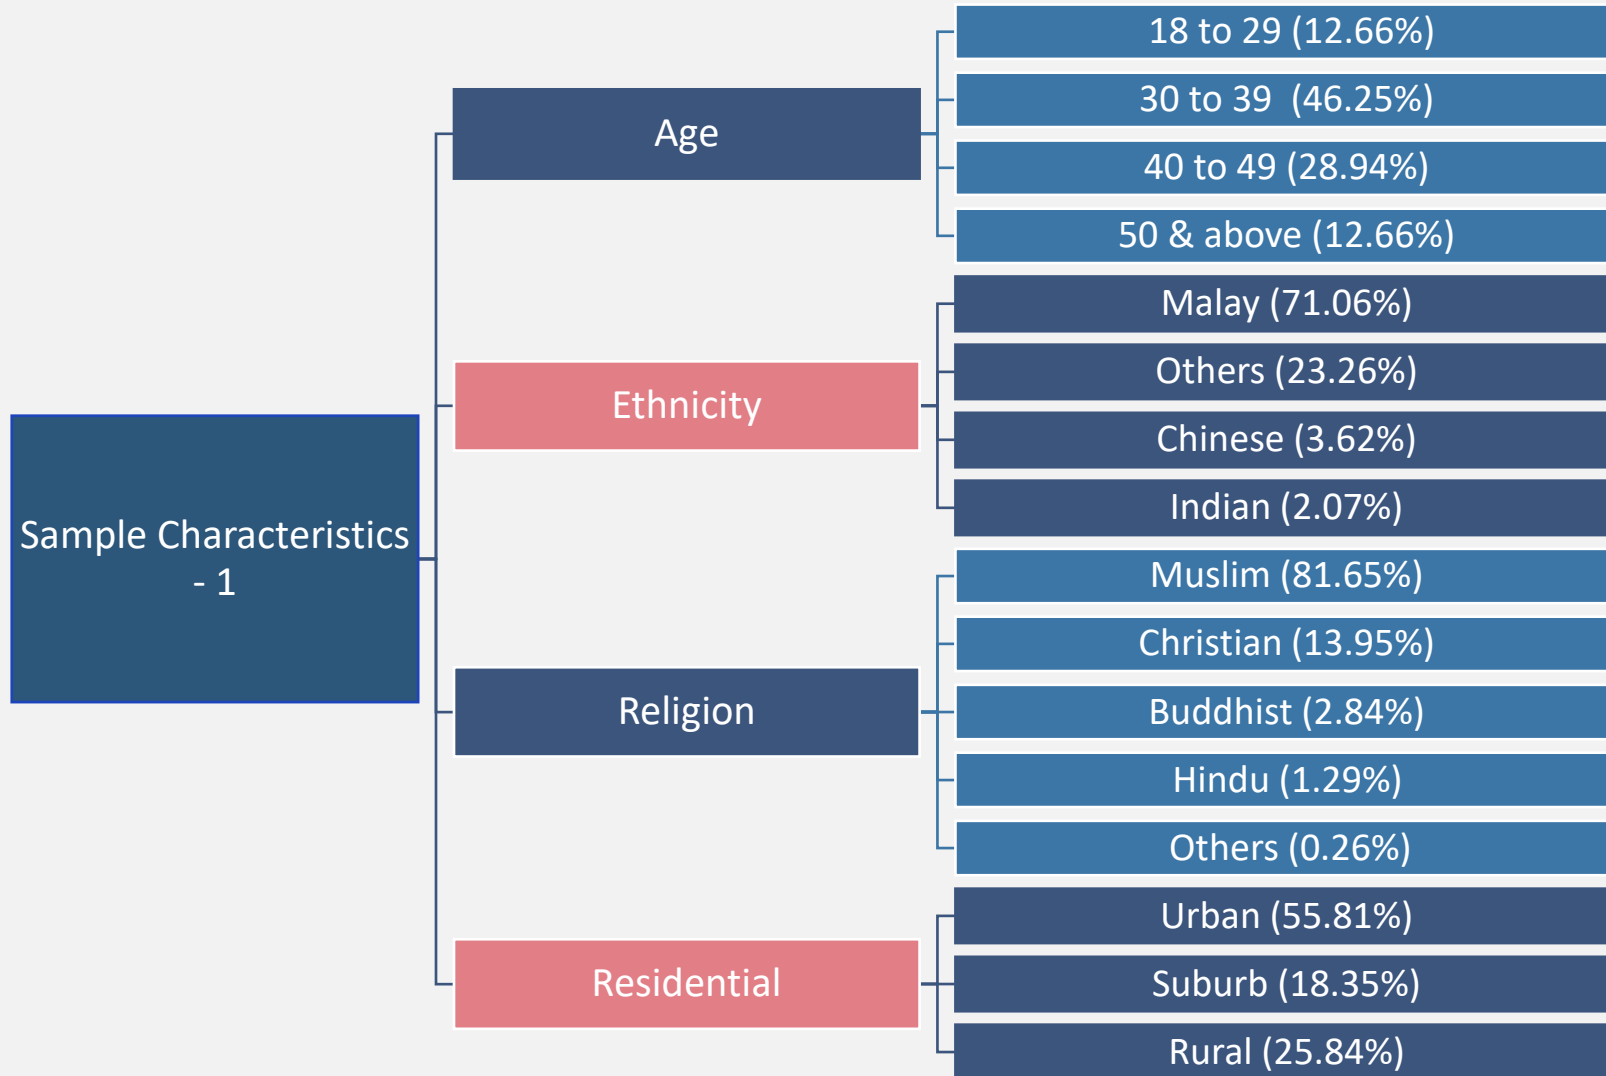 Sample Characteristics
- 1
Age
18 to 29 (12.66%)
30 to 39  (46.25%)
40 to 49 (28.94%)
50 & above (12.66%)
Ethnicity
Malay (71.06%)
Others (23.26%)
Chinese (3.62%)
Indian (2.07%)
Religion
Muslim (81.65%)
Christian (13.95%)
Buddhist (2.84%)
Hindu (1.29%)
Others (0.26%)
Residential
Urban (55.81%)
Suburb (18.35%)
Rural (25.84%)